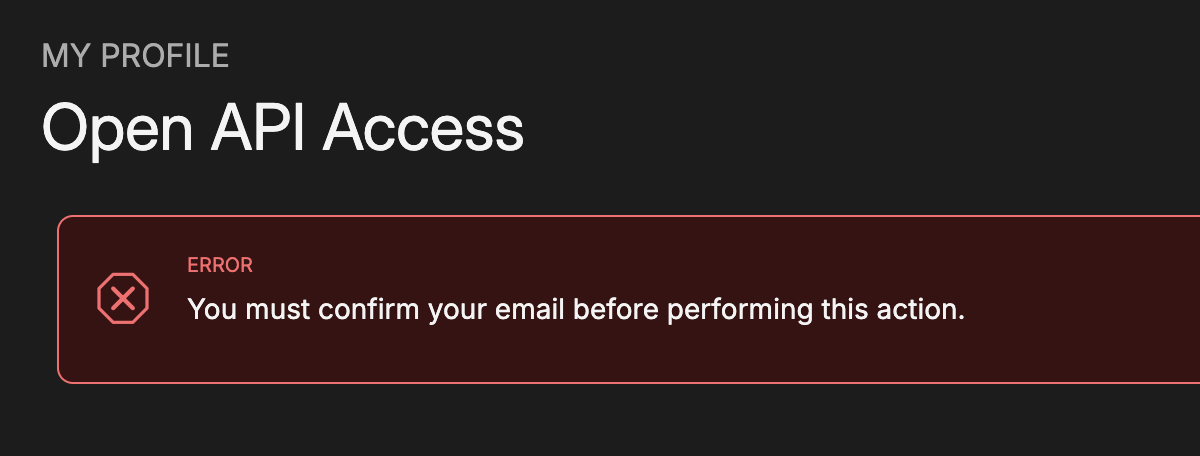 MY PROFILE
Open API Access
ERROR
You must confirm your email before performing this action.